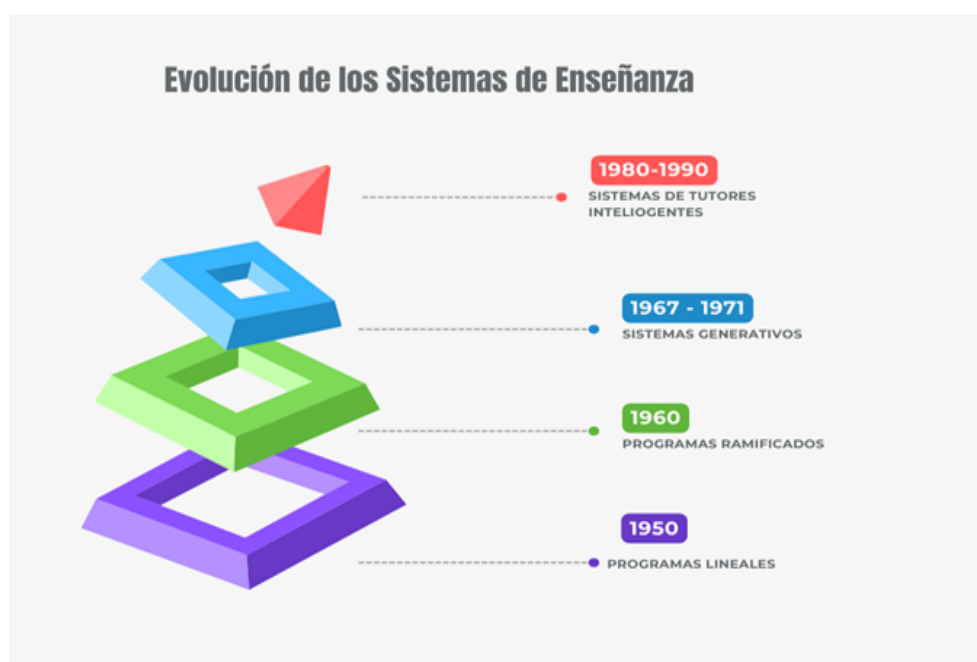 Evolución de los Sistemas de Enseñanza
1980-1990
SISTEMAS DE TUTORES
INTELIOGENTES
1967 - 1971
SISTEMAS GENERATIVOS
1960
PROGRAMAS RAMIFICADOS
1950
PROGRAMAS LINEALES